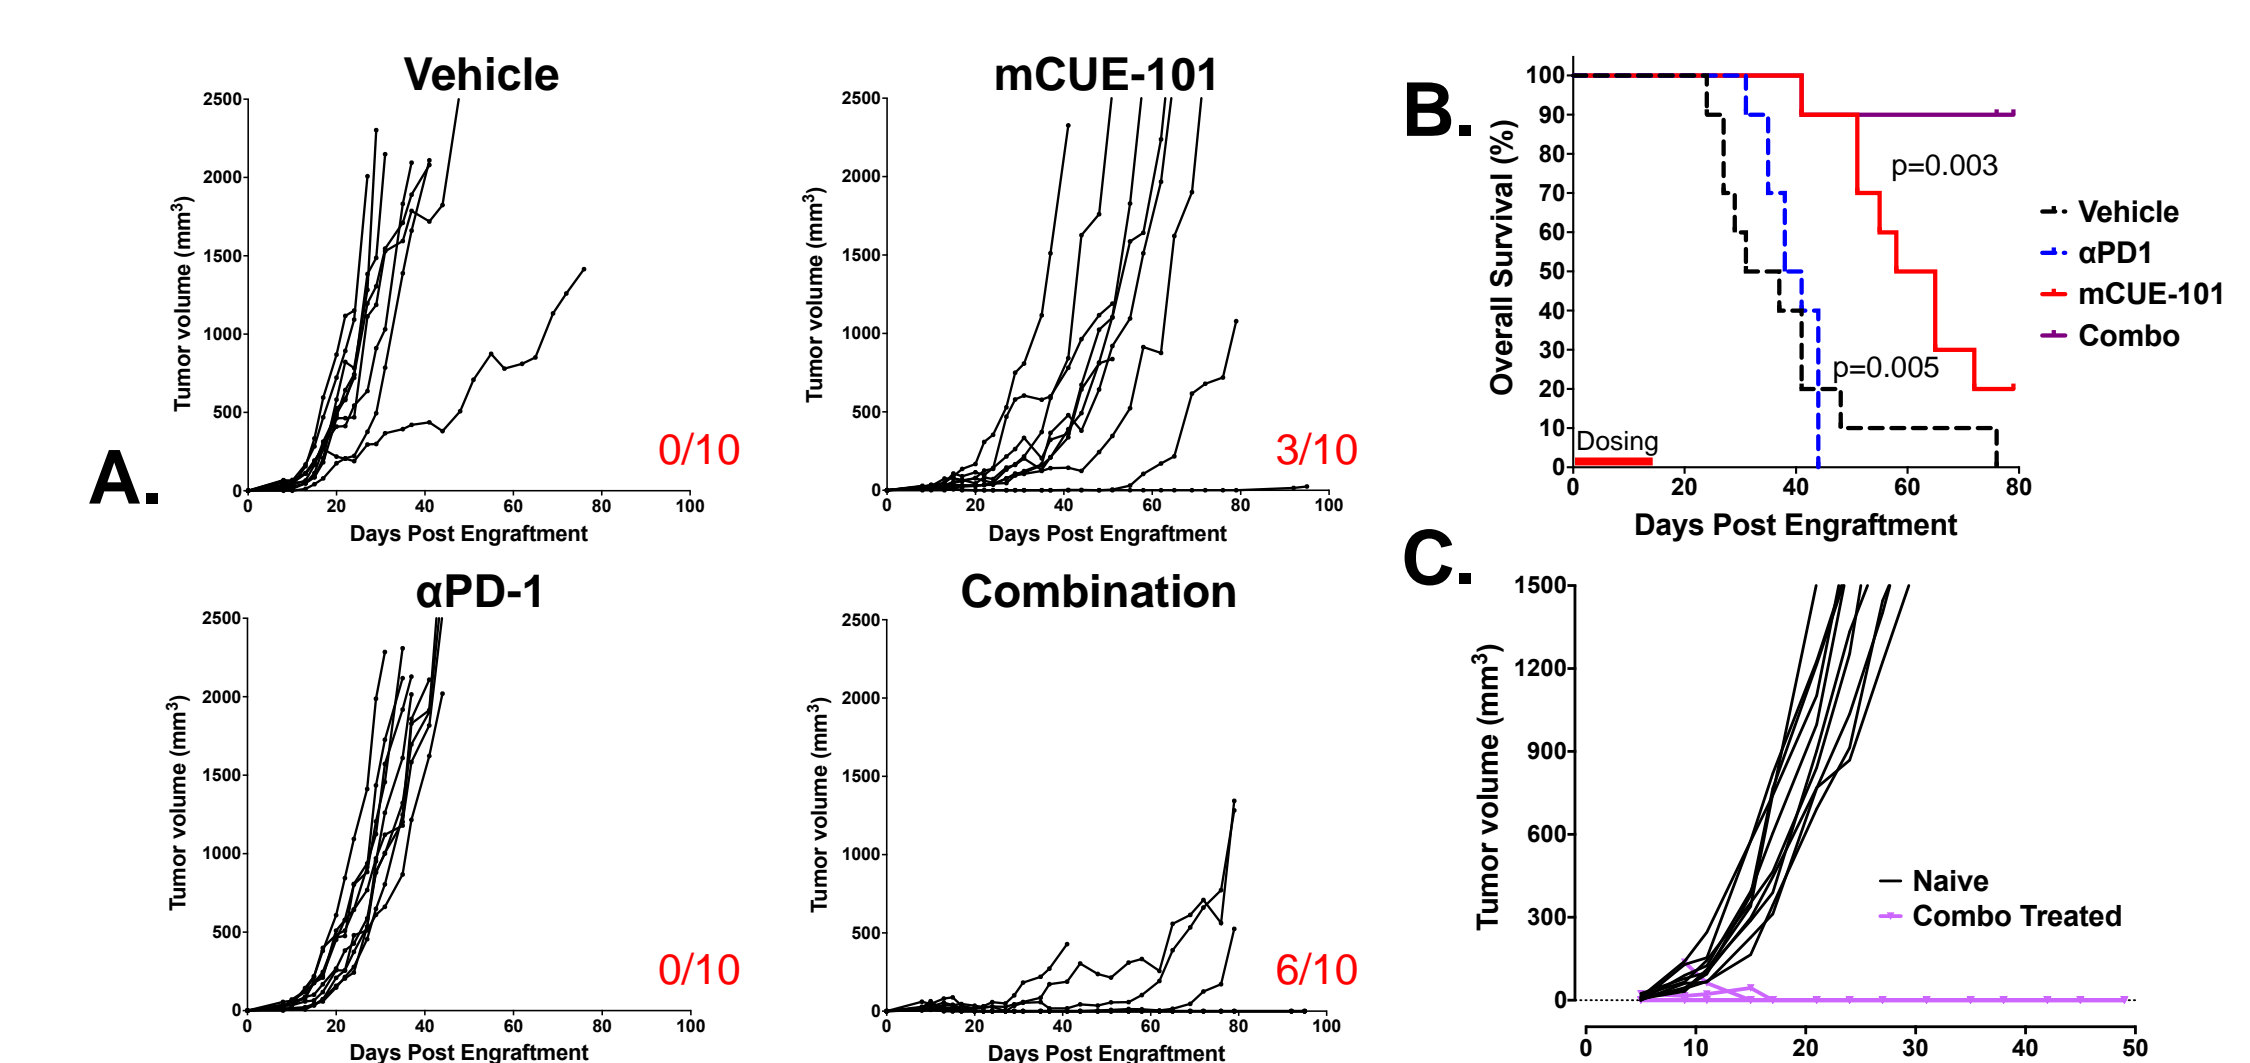 A.
Vehicle
Tumor volume (mm³)
2500
2000
1500
1000
500
0
0 20 40 60 80 100
Days Post Engraftment
0/10
mCUE-101
Tumor volume (mm³)
2500
2000
1500
1000
500
0
0 20 40 60 80 100
Days Post Engraftment
3/10
αPD-1
Tumor volume (mm³)
2500
2000
1500
1000
500
0
0 20 40 60 80 100
Days Post Engraftment
0/10
Combination
Tumor volume (mm³)
2500
2000
1500
1000
500
0
0 20 40 60 80 100
Days Post Engraftment
6/10
B.
Overall Survival (%)
100
90
80
70
60
50
40
30
20
10
0
p=0.003
p=0.005
Dosing
0 20 40 60 80
Days Post Engraftment
Vehicle
αPD1
mCUE-101
Combo
C.
Tumor volume (mm³)
1500
1200
900
600
300
0
Naive
Combo Treated
0 10 20 30 40 50